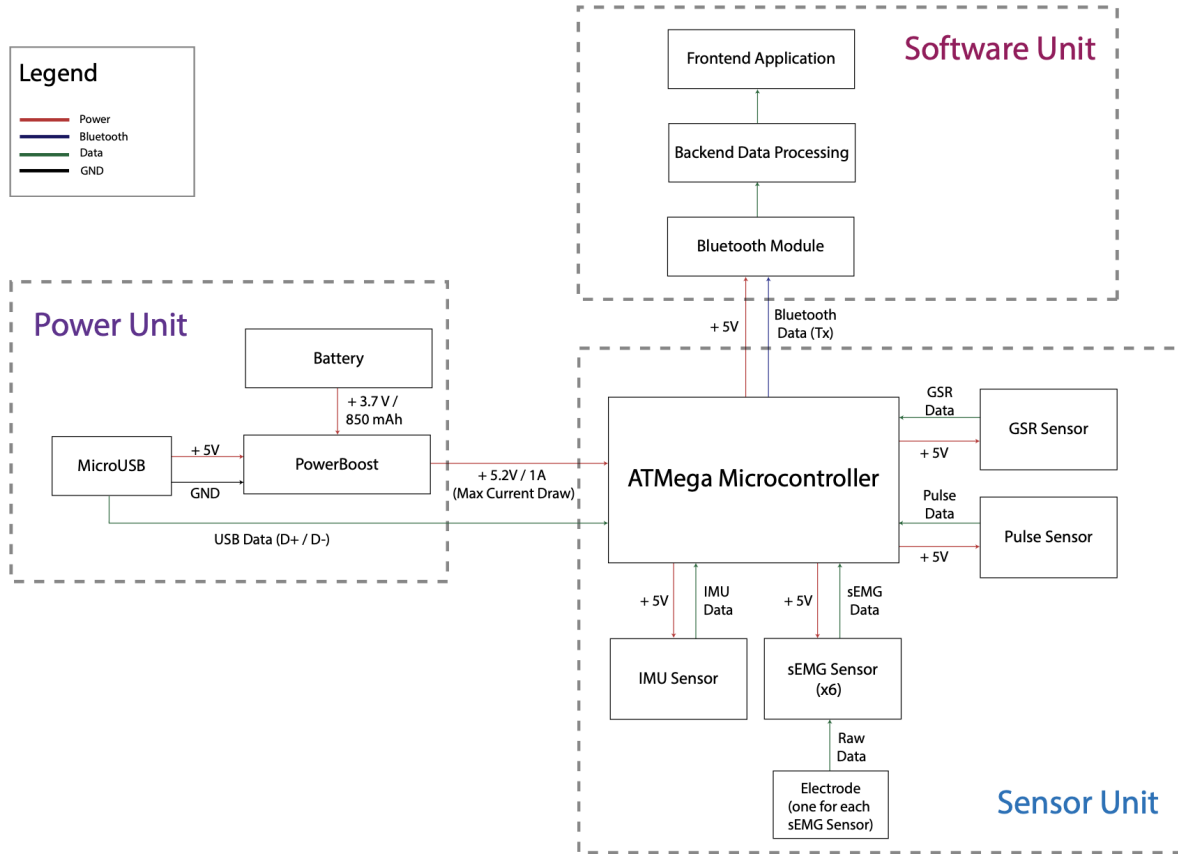 Legend
Power
Bluetooth
Data
GND
Software Unit
Frontend Application
Backend Data Processing
Bluetooth Module
+ 5V
Bluetooth
Data (Tx)
Power Unit
Battery
+ 3.7 V /
850 mAh
MicroUSB
+ 5V
GND
PowerBoost
+ 5.2V / 1A
(Max Current Draw)
USB Data (D+ / D-)
ATMega Microcontroller
GSR
Data
+ 5V
GSR Sensor
Pulse
Data
+ 5V
Pulse Sensor
+ 5V
IMU
Data
+ 5V
sEMG
Data
IMU Sensor
sEMG Sensor
(x6)
Raw
Data
Electrode
(one for each
sEMG Sensor)
Sensor Unit